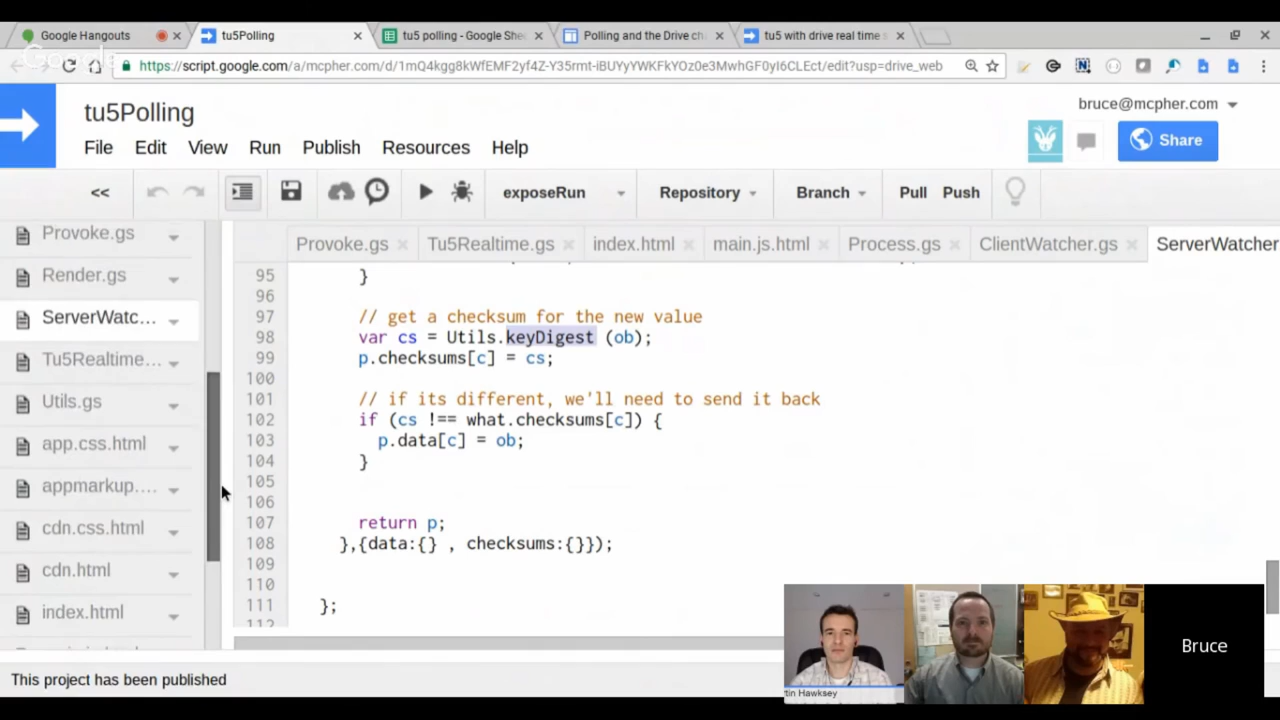 Google Hangouts
tu5Polling
tu5 polling - Google She
Polling and the Drive ch
tu5 with drive real time s
Google
https://script.google.com/a/mcpher.com/d/1mQ4kgg8kWfEMF2yf4Z-Y35rmt-iBUYyYWKFkYOz0e3MwhGF0yI6CLEct/edit?usp=drive_web
tu5Polling
bruce@mcpher.com
File Edit View Run Publish Resources Help
Share
<< exposeRun Repository Branch Pull Push
Provoke.gs
Render.gs
ServerWatc...
Tu5Realtime...
Utils.gs
app.css.html
appmarkup....
cdn.css.html
cdn.html
index.html
Provoke.gs Tu5Realtime.gs index.html main.js.html Process.gs ClientWatcher.gs ServerWatcher
95 }
96
97 // get a checksum for the new value
98 var cs = Utils.keyDigest (ob);
99 p.checksums[c] = cs;
100
101 // if its different, we'll need to send it back
102 if (cs !== what.checksums[c]) {
103 p.data[c] = ob;
104 }
105
106
107 return p;
108 },{data:{} , checksums:{}});
109
110
111 };
112
tin Hawksey
Bruce
This project has been published